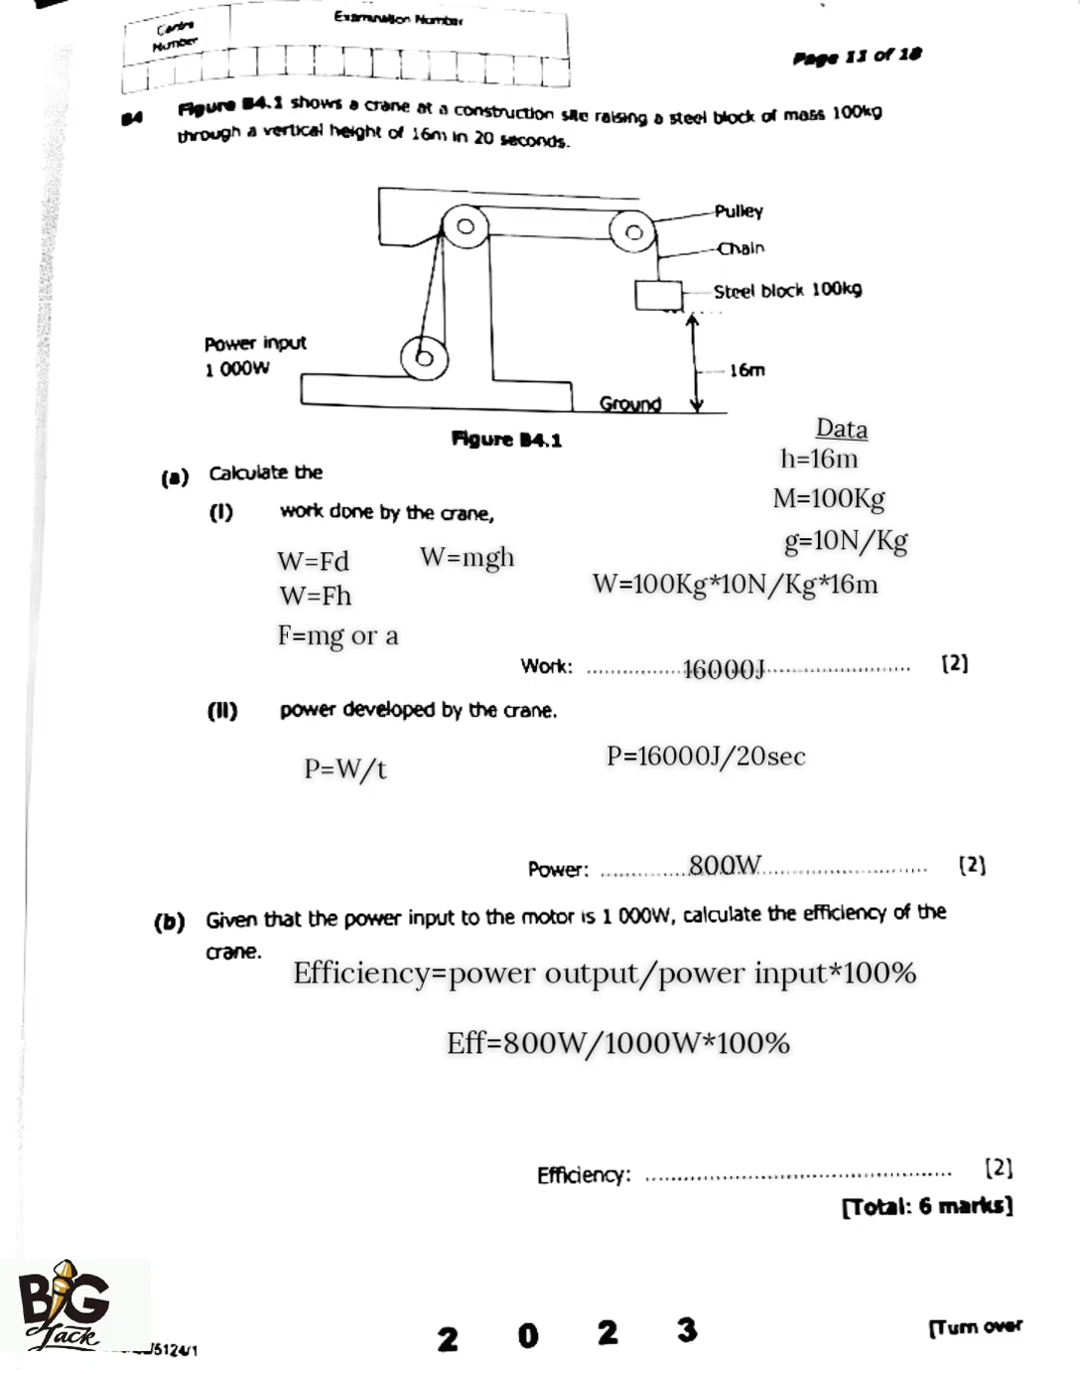 Centre Number
Examination Number
Page 11 of 18
B4 Figure B4.1 shows a crane at a construction site raising a steel block of mass 100kg
through a vertical height of 16m in 20 seconds.
Pulley
Chain
Steel block 100kg
Power input
1 000W
16m
Ground
Figure B4.1
Data
h=16m
(a) Calculate the
M=100Kg
(I) work done by the crane,
g=10N/Kg
W=Fd W=mgh
W=100Kg*10N/Kg*16m
W=Fh
F=mg or a
Work: ..............16000J...................... [2]
(II) power developed by the crane.
P=W/t P=16000J/20sec
Power: .............800W......................... [2]
(b) Given that the power input to the motor is 1 000W, calculate the efficiency of the
crane.
Efficiency=power output/power input*100%
Eff=800W/1000W*100%
Efficiency: ............................................. [2]
[Total: 6 marks]
BIG
Jack
/5124/1
2 0 2 3
[Turn over